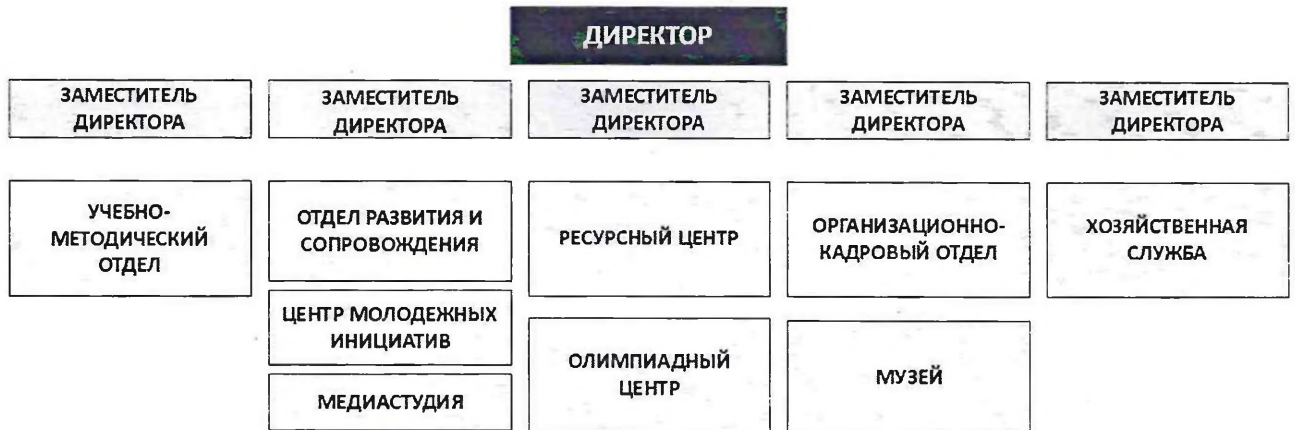 ДИРЕКТОР
ЗАМЕСТИТЕЛЬ
ДИРЕКТОРА
ЗАМЕСТИТЕЛЬ
ДИРЕКТОРА
ЗАМЕСТИТЕЛЬ
ДИРЕКТОРА
ЗАМЕСТИТЕЛЬ
ДИРЕКТОРА
ЗАМЕСТИТЕЛЬ
ДИРЕКТОРА
УЧЕБНО-
МЕТОДИЧЕСКИЙ
ОТДЕЛ
ОТДЕЛ РАЗВИТИЯ И
СОПРОВОЖДЕНИЯ
РЕСУРСНЫЙ ЦЕНТР
ОРГАНИЗАЦИОННО-
КАДРОВЫЙ ОТДЕЛ
ХОЗЯЙСТВЕННАЯ
СЛУЖБА
ЦЕНТР МОЛОДЕЖНЫХ
ИНИЦИАТИВ
МЕДИАСТУДИЯ
ОЛИМПИАДНЫЙ
ЦЕНТР
МУЗЕЙ